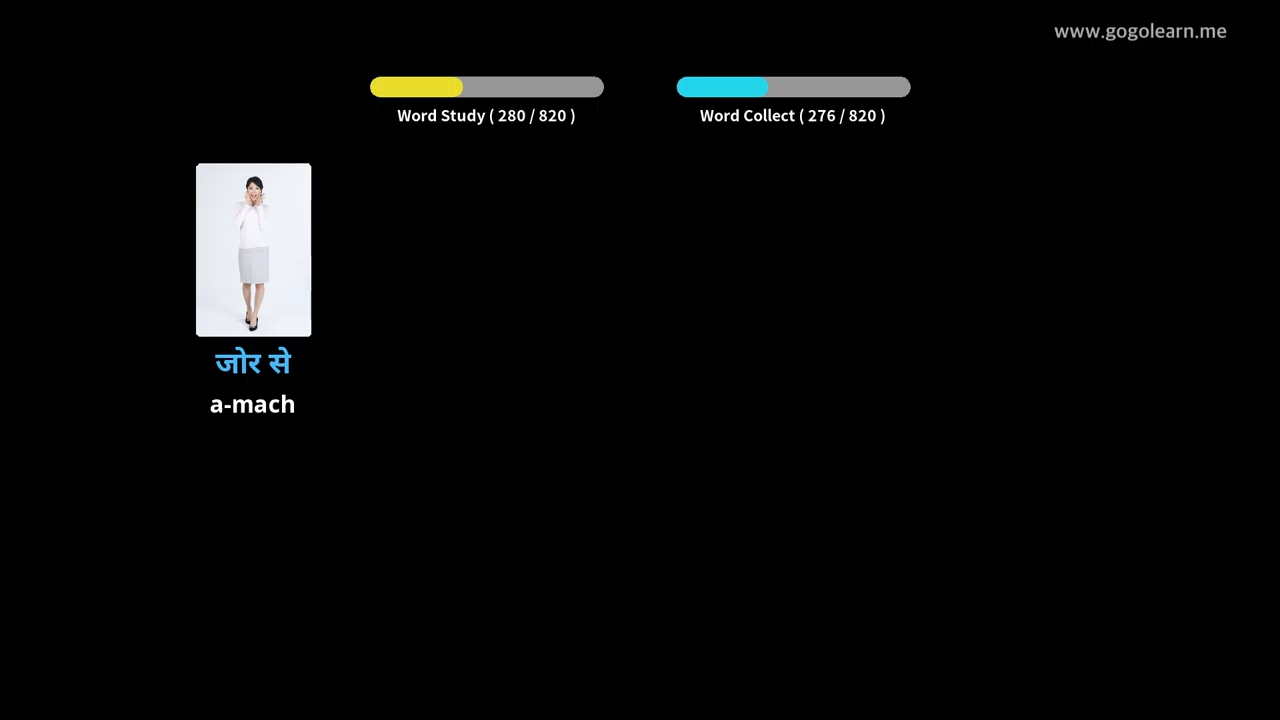 www.gogolearn.me
Word Study ( 280 / 820 )
Word Collect ( 276 / 820 )
जोर से
a-mach